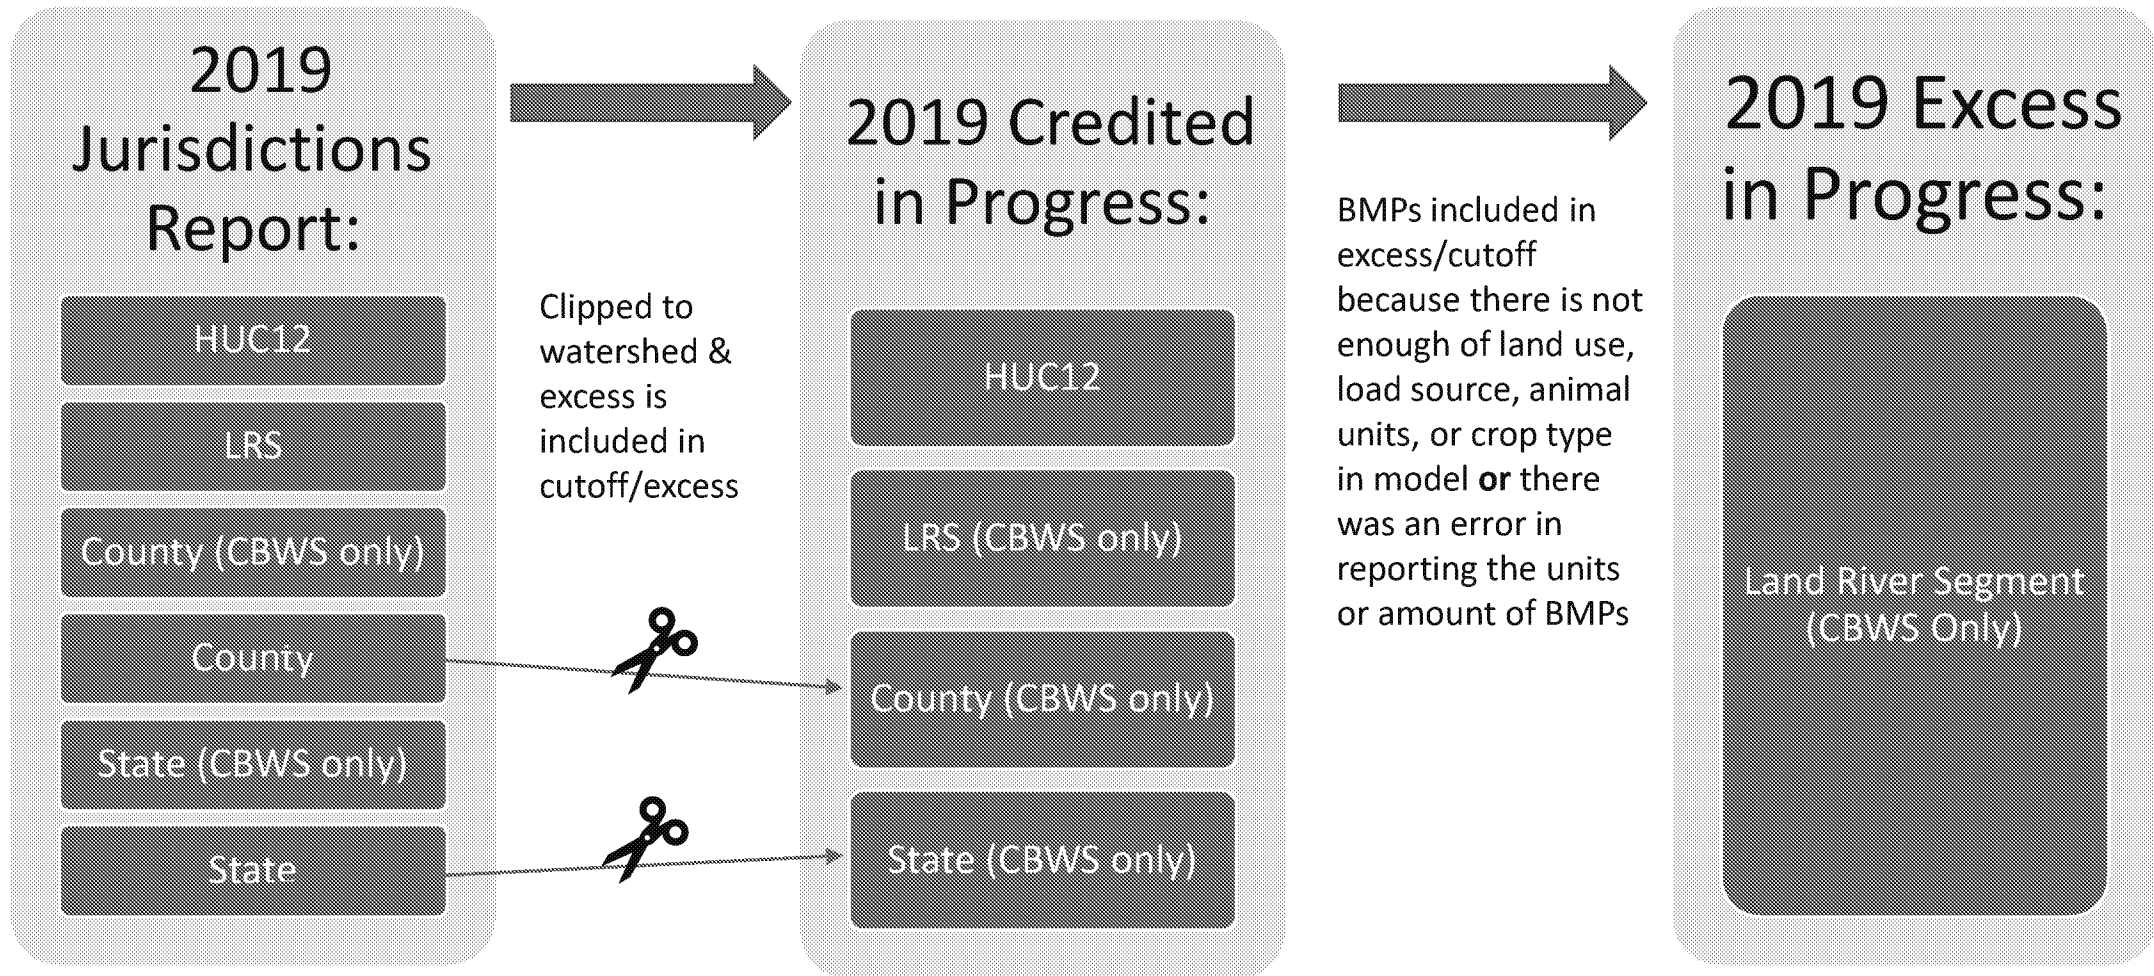 2019
Jurisdictions
Report:
HUC12
LRS
County (CBWS only)
County
State (CBWS only)
State
Clipped to
watershed &
excess is
included in
cutoff/excess
2019 Credited
in Progress:
HUC12
LRS (CBWS only)
County (CBWS only)
State (CBWS only)
BMPs included in
excess/cutoff
because there is not
enough of land use,
load source, animal
units, or crop type
in model or there
was an error in
reporting the units
or amount of BMPs
2019 Excess
in Progress:
Land River Segment
(CBWS Only)